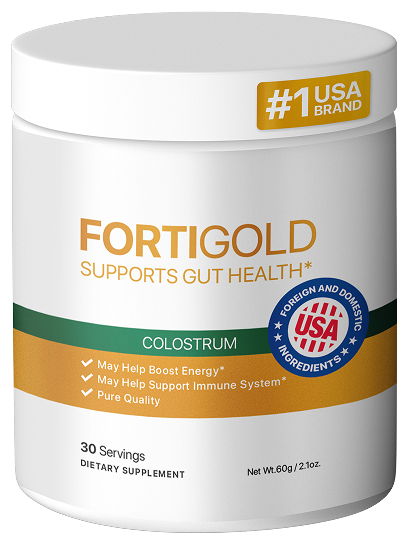 #1 USA
BRAND
FORTIGOLD
SUPPORTS GUT HEALTH*
FOREIGN AND DOMESTIC
USA
INGREDIENTS
COLOSTRUM
May Help Boost Energy*
May Help Support Immune System*
Pure Quality
30 Servings
DIETARY SUPPLEMENT
Net Wt.60g / 2.1oz.